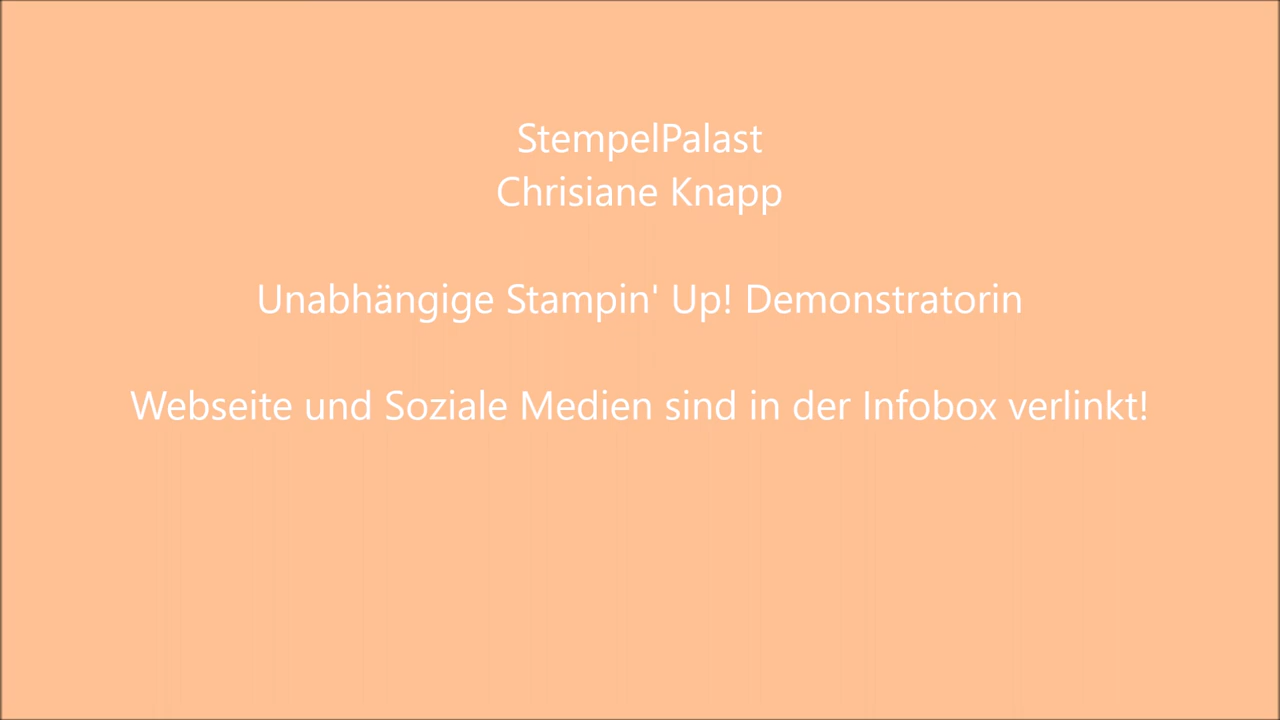 StempelPalast
Chrisiane Knapp
Unabhängige Stampin' Up! Demonstratorin
Webseite und Soziale Medien sind in der Infobox verlinkt!